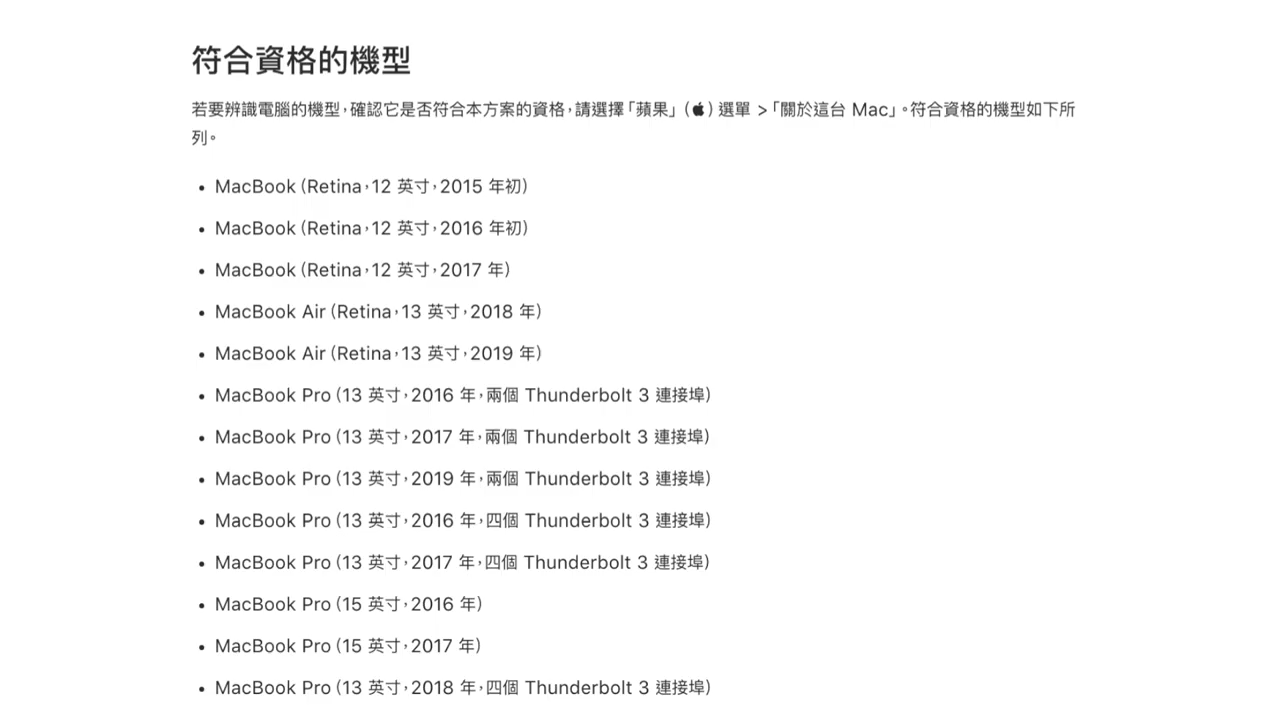 符合資格的機型
若要辨識電腦的機型，確認它是否符合本方案的資格，請選擇「蘋果」（）選單 >「關於這台 Mac」。符合資格的機型如下所
列。
• MacBook（Retina，12 英寸，2015 年初）
• MacBook（Retina，12 英寸，2016 年初）
• MacBook（Retina，12 英寸，2017 年）
• MacBook Air（Retina，13 英寸，2018 年）
• MacBook Air（Retina，13 英寸，2019 年）
• MacBook Pro（13 英寸，2016 年，兩個 Thunderbolt 3 連接埠）
• MacBook Pro（13 英寸，2017 年，兩個 Thunderbolt 3 連接埠）
• MacBook Pro（13 英寸，2019 年，兩個 Thunderbolt 3 連接埠）
• MacBook Pro（13 英寸，2016 年，四個 Thunderbolt 3 連接埠）
• MacBook Pro（13 英寸，2017 年，四個 Thunderbolt 3 連接埠）
• MacBook Pro（15 英寸，2016 年）
• MacBook Pro（15 英寸，2017 年）
• MacBook Pro（13 英寸，2018 年，四個 Thunderbolt 3 連接埠）